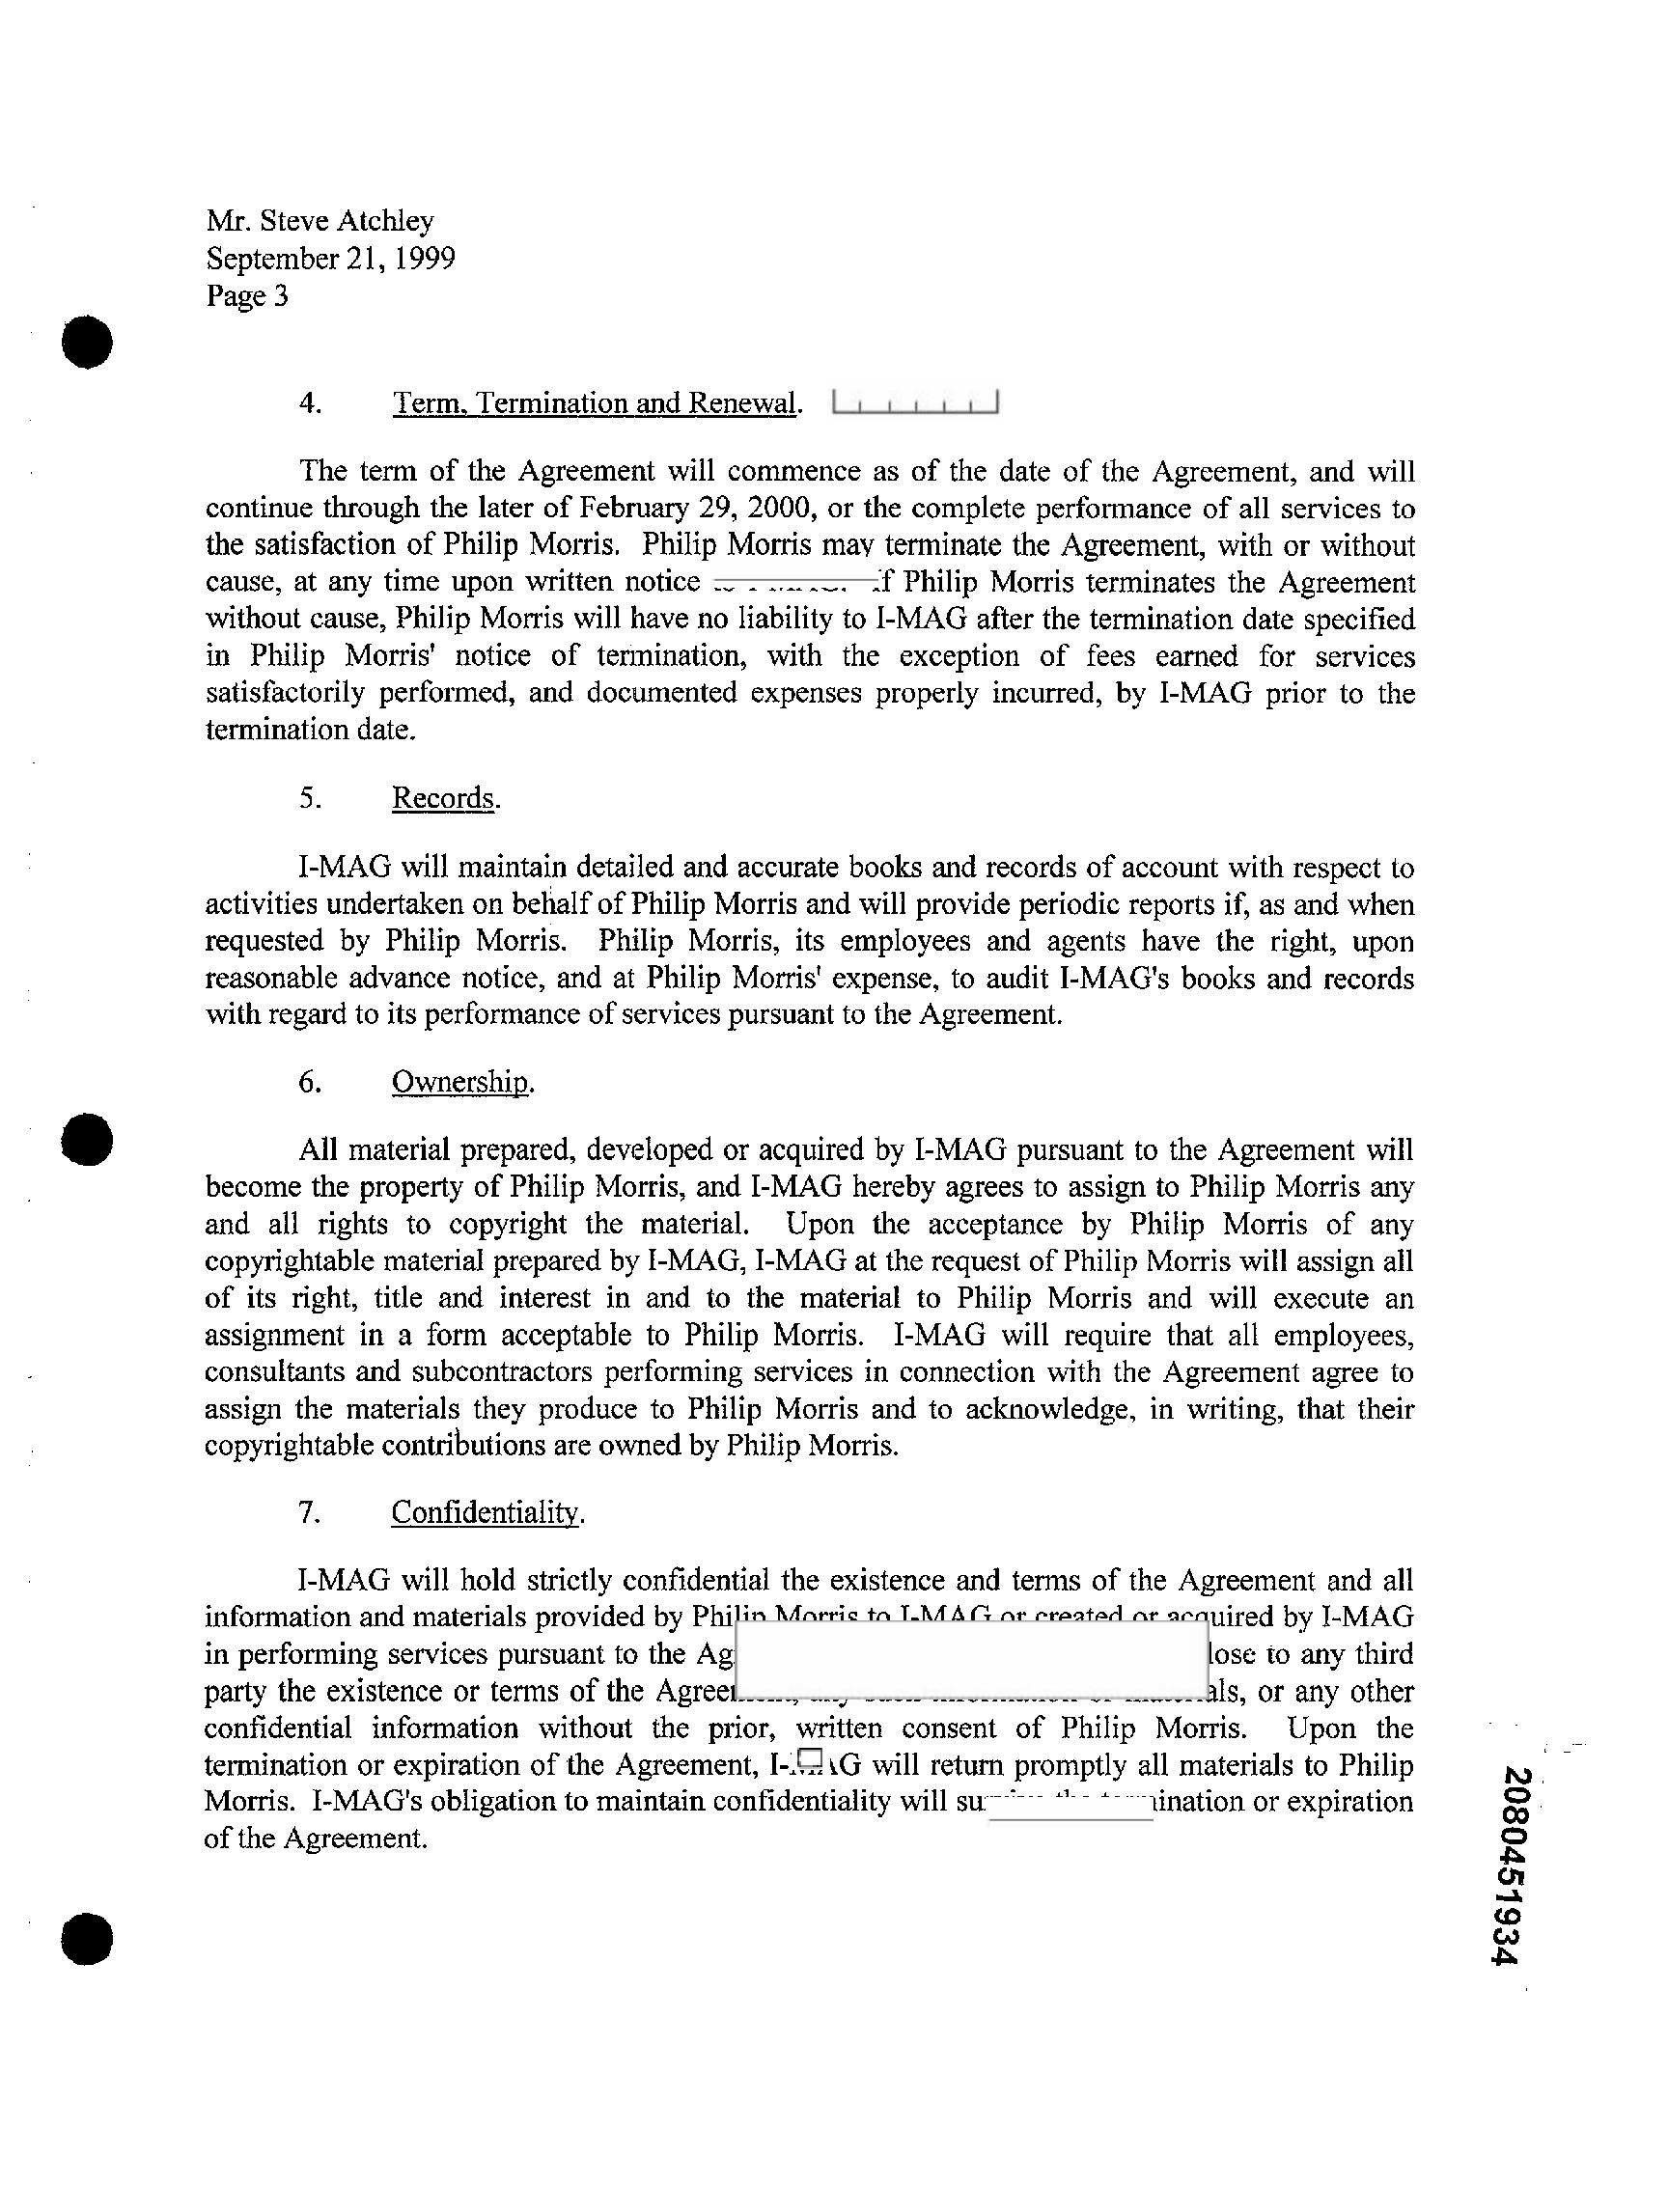 Mr. Steve Atchley
September 21, 1999
Page 3
4. Term, Termination and Renewal.
The term of the Agreement will commence as of the date of the Agreement, and will
continue through the later of February 29, 2000, or the complete performance of all services to
the satisfaction of Philip Morris. Philip Morris may terminate the Agreement, with or without
cause, at any time upon written notice Philip Morris terminates the Agreement
without cause, Philip Morris will have no liability to I-MAG after the termination date specified
in Philip Morris' notice of termination, with the exception of fees earned for services
satisfactorily performed, and documented expenses properly incurred, by I-MAG prior to the
termination date.
5. Records.
I-MAG will maintain detailed and accurate books and records of account with respect to
activities undertaken on behalf of Philip Morris and will provide periodic reports if, as and when
requested by Philip Morris. Philip Morris, its employees and agents have the right, upon
reasonable advance notice, and at Philip Morris' expense, to audit I-MAG's books and records
with regard to its performance of services pursuant to the Agreement.
6. Ownership.
All material prepared, developed or acquired by I-MAG pursuant to the Agreement will
become the property of Philip Morris, and I-MAG hereby agrees to assign to Philip Morris any
and all rights to copyright the material. Upon the acceptance by Philip Morris of any
copyrightable material prepared by I-MAG, I-MAG at the request of Philip Morris will assign all
of its right, title and interest in and to the material to Philip Morris and will execute an
assignment in a form acceptable to Philip Morris. I-MAG will require that all employees,
consultants and subcontractors performing services in connection with the Agreement agree to
assign the materials they produce to Philip Morris and to acknowledge, in writing, that their
copyrightable contributions are owned by Philip Morris.
7. Confidentiality.
I-MAG will hold strictly confidential the existence and terms of the Agreement and all
information and materials provided by Philip Morris to I-MAG or created or acquired by I-MAG
in performing services pursuant to the to any third
party the existence or terms of the or any other
confidential information without the prior, written consent of Philip Morris. Upon the
termination or expiration of the Agreement, will return promptly all materials to Philip
Morris. I-MAG's obligation to maintain confidentiality will or expiration
of the Agreement.
2080451934